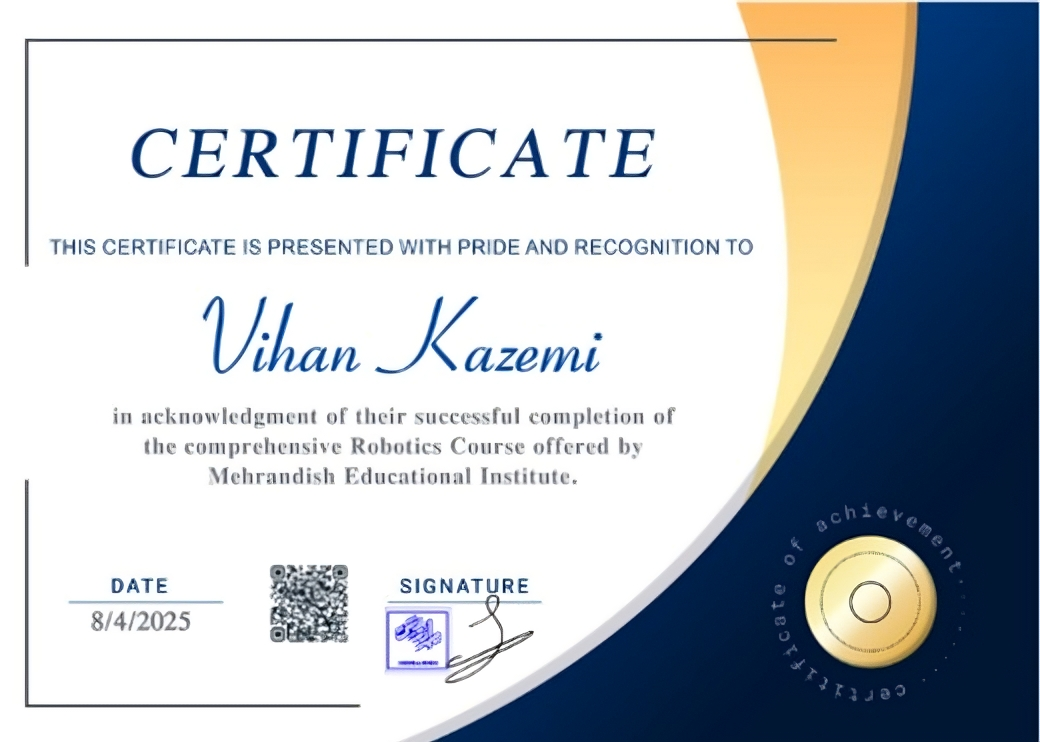 CERTIFICATE
THIS CERTIFICATE IS PRESENTED WITH PRIDE AND RECOGNITION TO
Vihan Kazemi
in acknowledgment of their successful completion of
the comprehensive Robotics Course offered by
Mehrandish Educational Institute.
DATE
8/4/2025
SIGNATURE
certificate of achievement